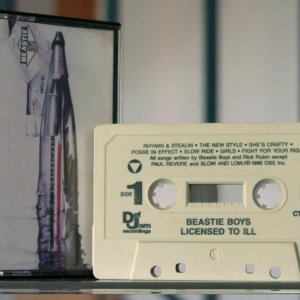 BEASTIE
RHYMIN & STEALIN • THE NEW STYLE • SHE'S CRAFTY •
POSSE IN EFFECT • SLOW RIDE • GIRLS • FIGHT FOR YOUR RIG
All songs written by Beastie Boys and Rick Rubin except
PAUL REVERE and SLOW AND LOW/℗ 1986 CBS Inc.
SIDE 1
Def Jam
recordings
BEASTIE BOYS
LICENSED TO ILL